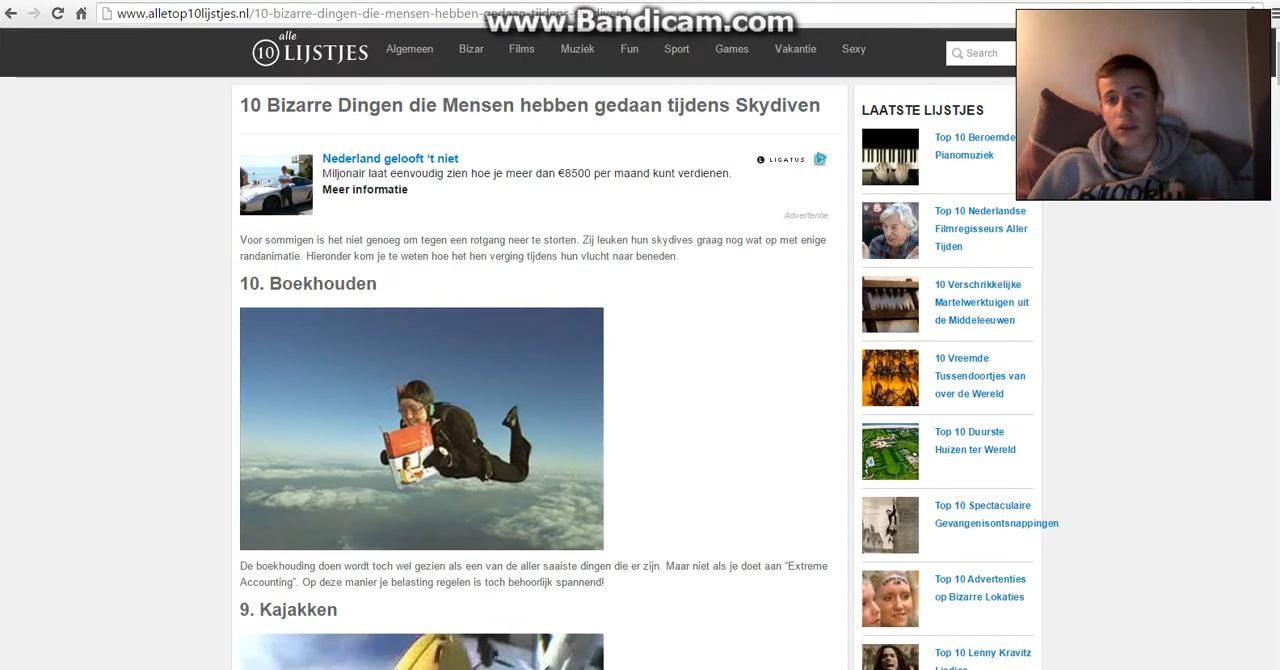 www.alletop10lijstjes.nl/10-bizarre-dingen-die-mensen-hebben-gedaan-tijdens-skydiven/
www.Bandicam.com
alle
10 LIJSTJES
Algemeen Bizar Films Muziek Fun Sport Games Vakantie Sexy
Search
10 Bizarre Dingen die Mensen hebben gedaan tijdens Skydiven
Nederland gelooft ‘t niet
LIGATUS
Miljonair laat eenvoudig zien hoe je meer dan €8500 per maand kunt verdienen.
Meer informatie
Advertentie
Voor sommigen is het niet genoeg om tegen een rotgang neer te storten. Zij leuken hun skydives graag nog wat op met enige
randanimatie. Hieronder kom je te weten hoe het hen verging tijdens hun vlucht naar beneden.
10. Boekhouden
De boekhouding doen wordt toch wel gezien als een van de aller saaiste dingen die er zijn. Maar niet als je doet aan “Extreme
Accounting”. Op deze manier je belasting regelen is toch behoorlijk spannend!
9. Kajakken
LAATSTE LIJSTJES
Top 10 Beroemde
Pianomuziek
Top 10 Nederlandse
Filmregisseurs Aller
Tijden
10 Verschrikkelijke
Martelwerktuigen uit
de Middeleeuwen
10 Vreemde
Tussendoortjes van
over de Wereld
Top 10 Duurste
Huizen ter Wereld
Top 10 Spectaculaire
Gevangenisontsnappingen
Top 10 Advertenties
op Bizarre Lokaties
Top 10 Lenny Kravitz
Liedjes